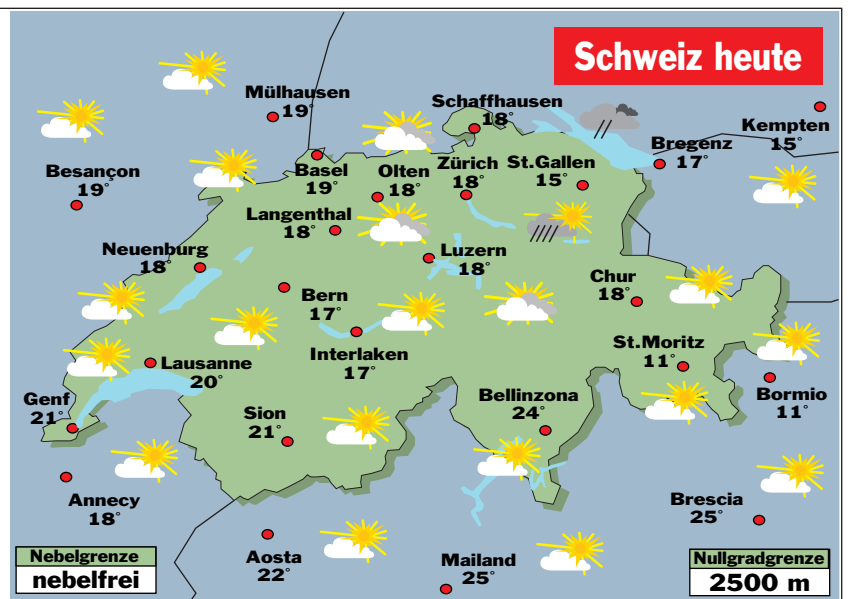 Schweiz heute
Mülhausen
19°
Schaffhausen
18°
Kempten
15°
Besançon
19°
Basel
19°
Olten
18°
Zürich
18°
St.Gallen
15°
Bregenz
17°
Langenthal
18°
Neuenburg
18°
Luzern
18°
Bern
17°
Chur
18°
Interlaken
17°
St.Moritz
11°
Lausanne
20°
Genf
21°
Sion
21°
Bellinzona
24°
Bormio
11°
Annecy
18°
Brescia
25°
Aosta
22°
Mailand
25°
Nebelgrenze
nebelfrei
Nullgradgrenze
2500 m